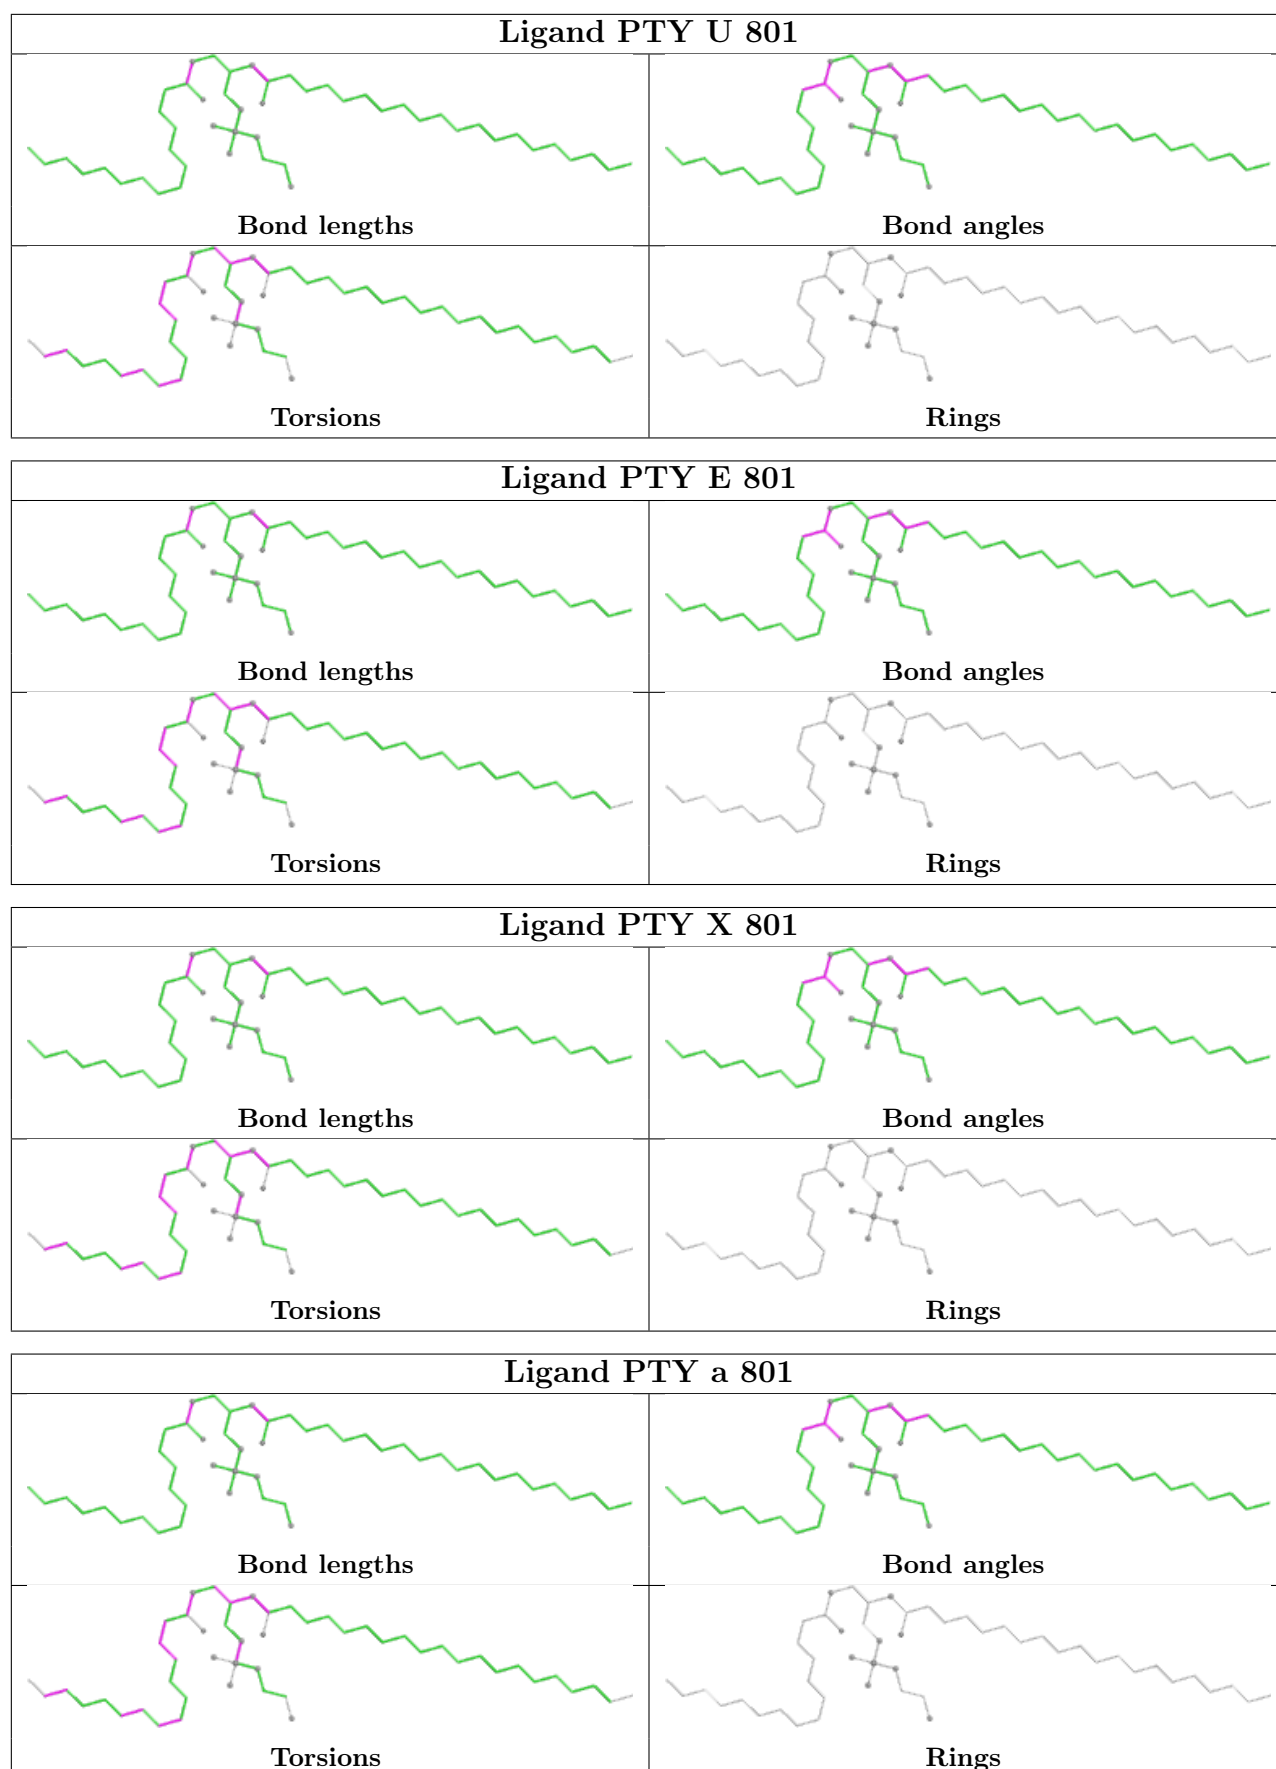 Ligand PTY U 801
Bond lengths
Bond angles
Torsions
Rings
Ligand PTY E 801
Bond lengths
Bond angles
Torsions
Rings
Ligand PTY X 801
Bond lengths
Bond angles
Torsions
Rings
Ligand PTY a 801
Bond lengths
Bond angles
Torsions
Rings